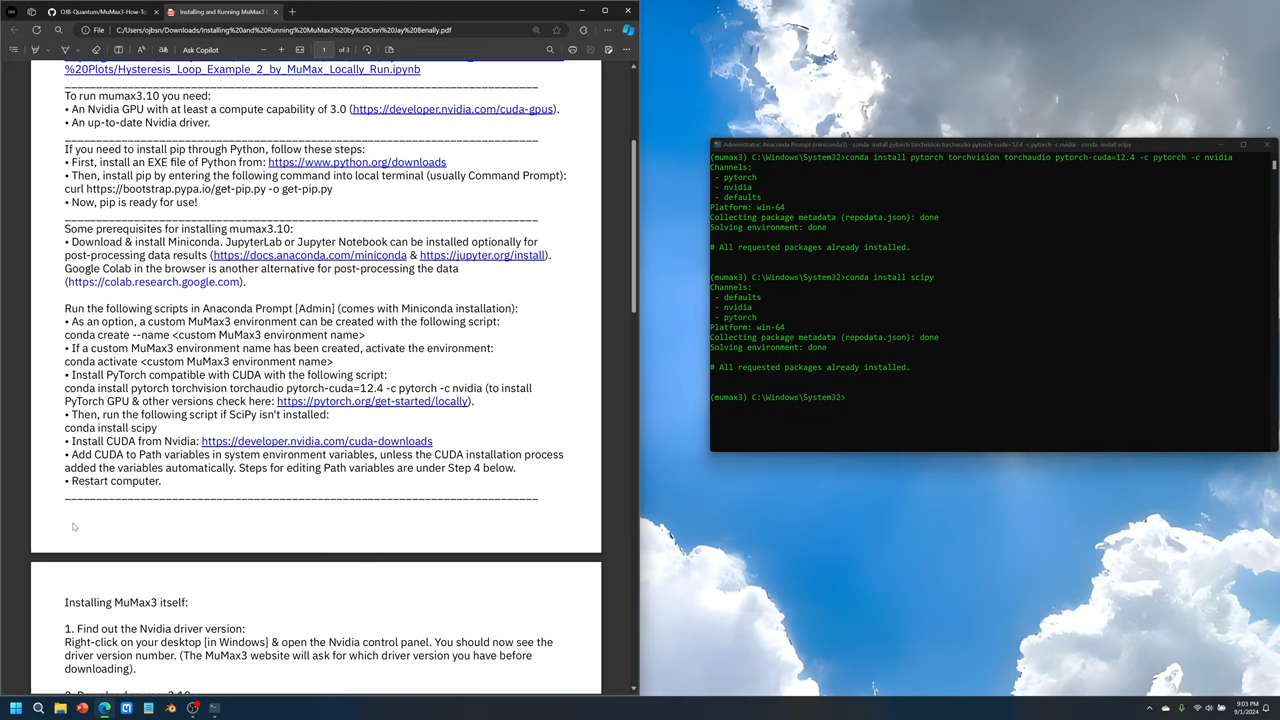 OJB-Quantum/MuMax3-How-To
Installing and Running MuMax3
File
C:/Users/ojbsn/Downloads/Installing%20and%20Running%20MuMax3%20by%20Onri%20Jay%20Benally.pdf
Ask Copilot
1 of 3
%20Plots/Hysteresis_Loop_Example_2_by_MuMax_Locally_Run.ipynb
To run mumax3.10 you need:
• An Nvidia GPU with at least a compute capability of 3.0 (https://developer.nvidia.com/cuda-gpus).
• An up-to-date Nvidia driver.
If you need to install pip through Python, follow these steps:
• First, install an EXE file of Python from: https://www.python.org/downloads
• Then, install pip by entering the following command into local terminal (usually Command Prompt):
curl https://bootstrap.pypa.io/get-pip.py -o get-pip.py
• Now, pip is ready for use!
Some prerequisites for installing mumax3.10:
• Download & install Miniconda. JupyterLab or Jupyter Notebook can be installed optionally for
post-processing data results (https://docs.anaconda.com/miniconda & https://jupyter.org/install).
Google Colab in the browser is another alternative for post-processing the data
(https://colab.research.google.com).
Run the following scripts in Anaconda Prompt [Admin] (comes with Miniconda installation):
• As an option, a custom MuMax3 environment can be created with the following script:
conda create --name <custom MuMax3 environment name>
• If a custom MuMax3 environment name has been created, activate the environment:
conda activate <custom MuMax3 environment name>
• Install PyTorch compatible with CUDA with the following script:
conda install pytorch torchvision torchaudio pytorch-cuda=12.4 -c pytorch -c nvidia (to install
PyTorch GPU & other versions check here: https://pytorch.org/get-started/locally).
• Then, run the following script if SciPy isn't installed:
conda install scipy
• Install CUDA from Nvidia: https://developer.nvidia.com/cuda-downloads
• Add CUDA to Path variables in system environment variables, unless the CUDA installation process
added the variables automatically. Steps for editing Path variables are under Step 4 below.
• Restart computer.
Installing MuMax3 itself:
1. Find out the Nvidia driver version:
Right-click on your desktop [in Windows] & open the Nvidia control panel. You should now see the
driver version number. (The MuMax3 website will ask for which driver version you have before
downloading).
Administrator: Anaconda Prompt (miniconda3) - conda install pytorch torchvision torchaudio pytorch-cuda=12.4 -c pytorch -c nvidia - conda install scipy
(mumax3) C:\Windows\System32>conda install pytorch torchvision torchaudio pytorch-cuda=12.4 -c pytorch -c nvidia
Channels:
- pytorch
- nvidia
- defaults
Platform: win-64
Collecting package metadata (repodata.json): done
Solving environment: done
# All requested packages already installed.
(mumax3) C:\Windows\System32>conda install scipy
Channels:
- defaults
- nvidia
- pytorch
Platform: win-64
Collecting package metadata (repodata.json): done
Solving environment: done
# All requested packages already installed.
(mumax3) C:\Windows\System32>
9:03 PM
9/1/2024